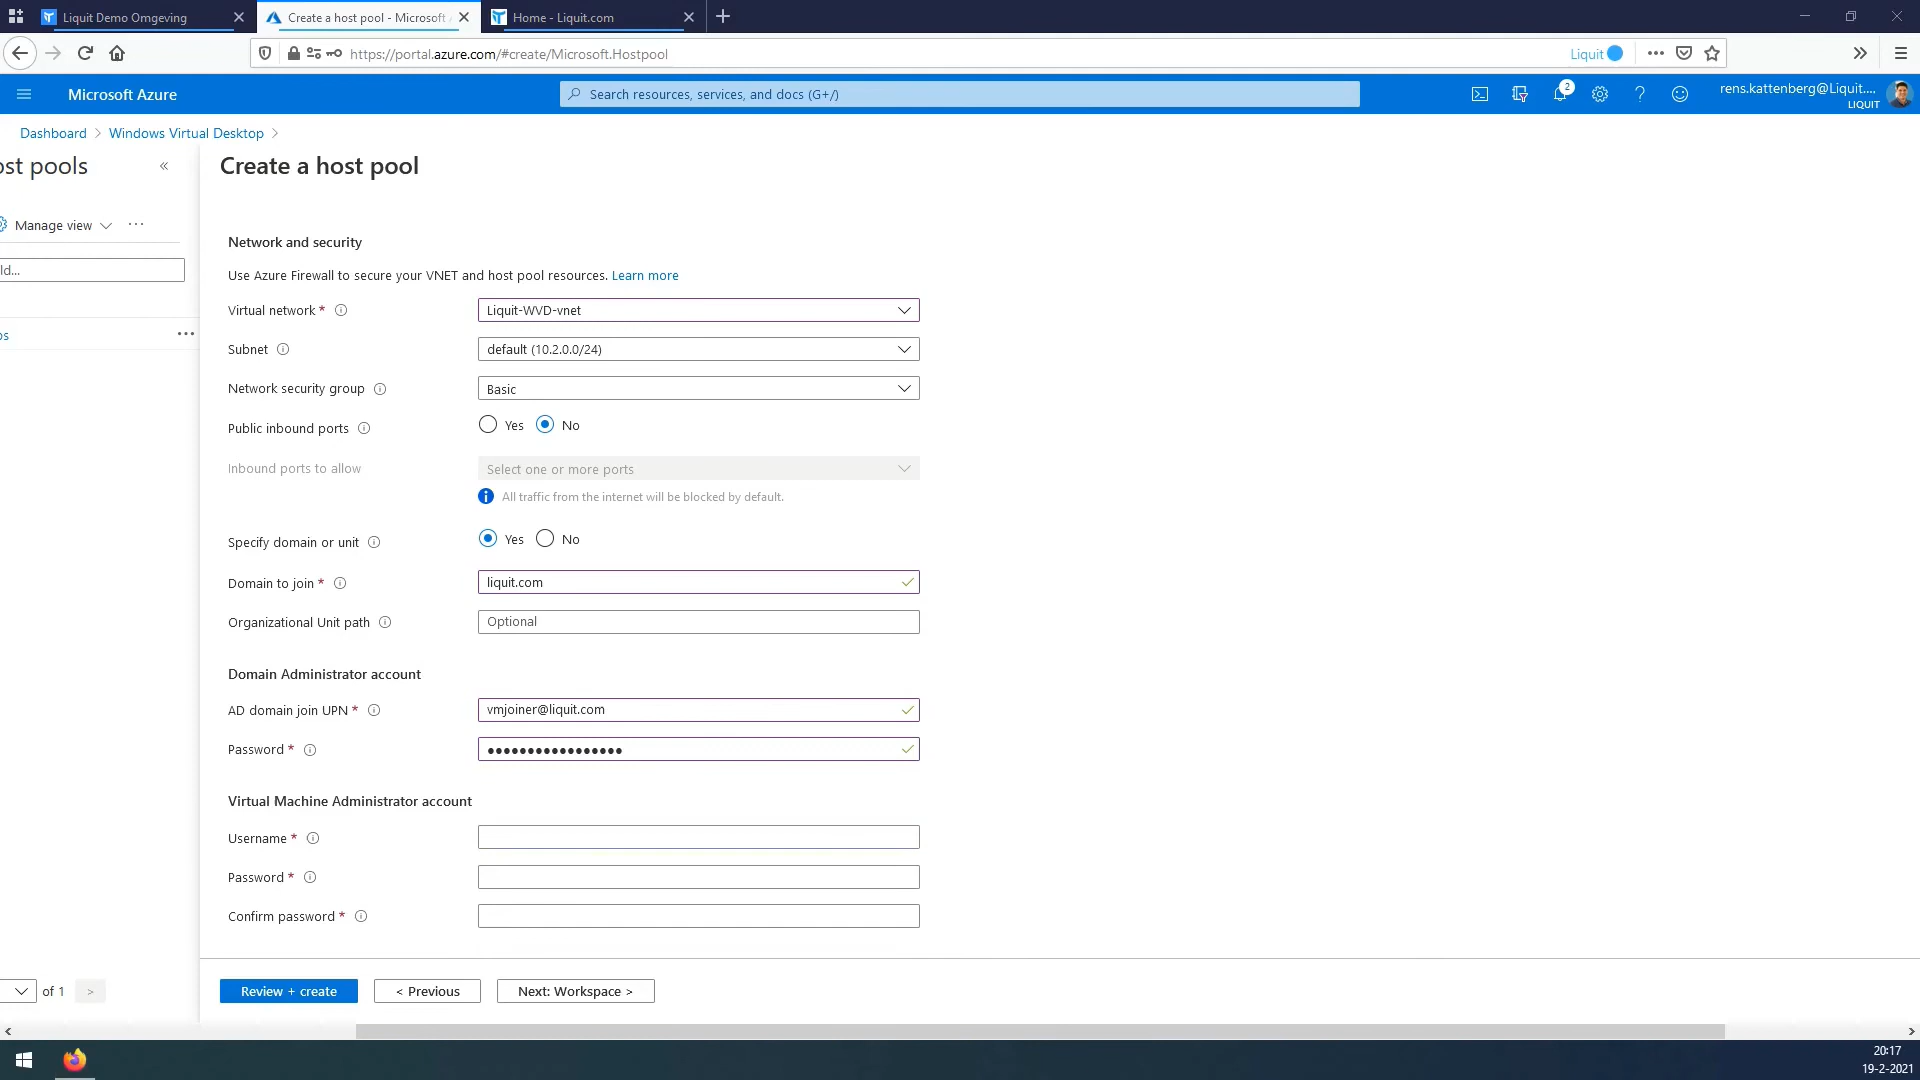 Liquit Demo Omgeving
Create a host pool - Microsoft
Home - Liquit.com
https://portal.azure.com/#create/Microsoft.Hostpool
Liquit
Microsoft Azure
Search resources, services, and docs (G+/)
2
rens.kattenberg@Liquit....
LIQUIT
Dashboard > Windows Virtual Desktop >
ost pools
«
Create a host pool
Manage view
ld...
os
Network and security
Use Azure Firewall to secure your VNET and host pool resources. Learn more
Virtual network *
Liquit-WVD-vnet
Subnet
default (10.2.0.0/24)
Network security group
Basic
Public inbound ports
Yes
No
Inbound ports to allow
Select one or more ports
All traffic from the internet will be blocked by default.
Specify domain or unit
Yes
No
Domain to join *
liquit.com
Organizational Unit path
Optional
Domain Administrator account
AD domain join UPN *
vmjoiner@liquit.com
Password *
●●●●●●●●●●●●●●●●●
Virtual Machine Administrator account
Username *
Password *
Confirm password *
of 1
>
Review + create
< Previous
Next: Workspace >
20:17
19-2-2021